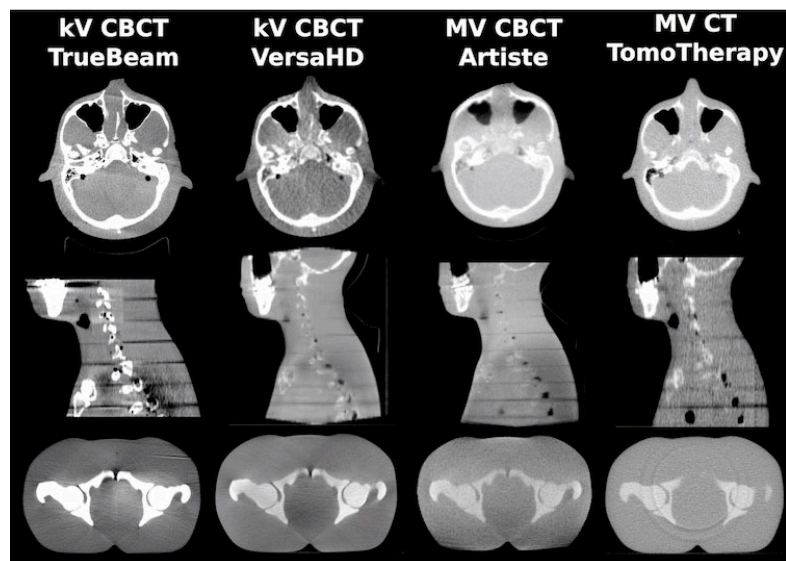 kV CBCT
TrueBeam
kV CBCT
VersaHD
MV CBCT
Artiste
MV CT
TomoTherapy